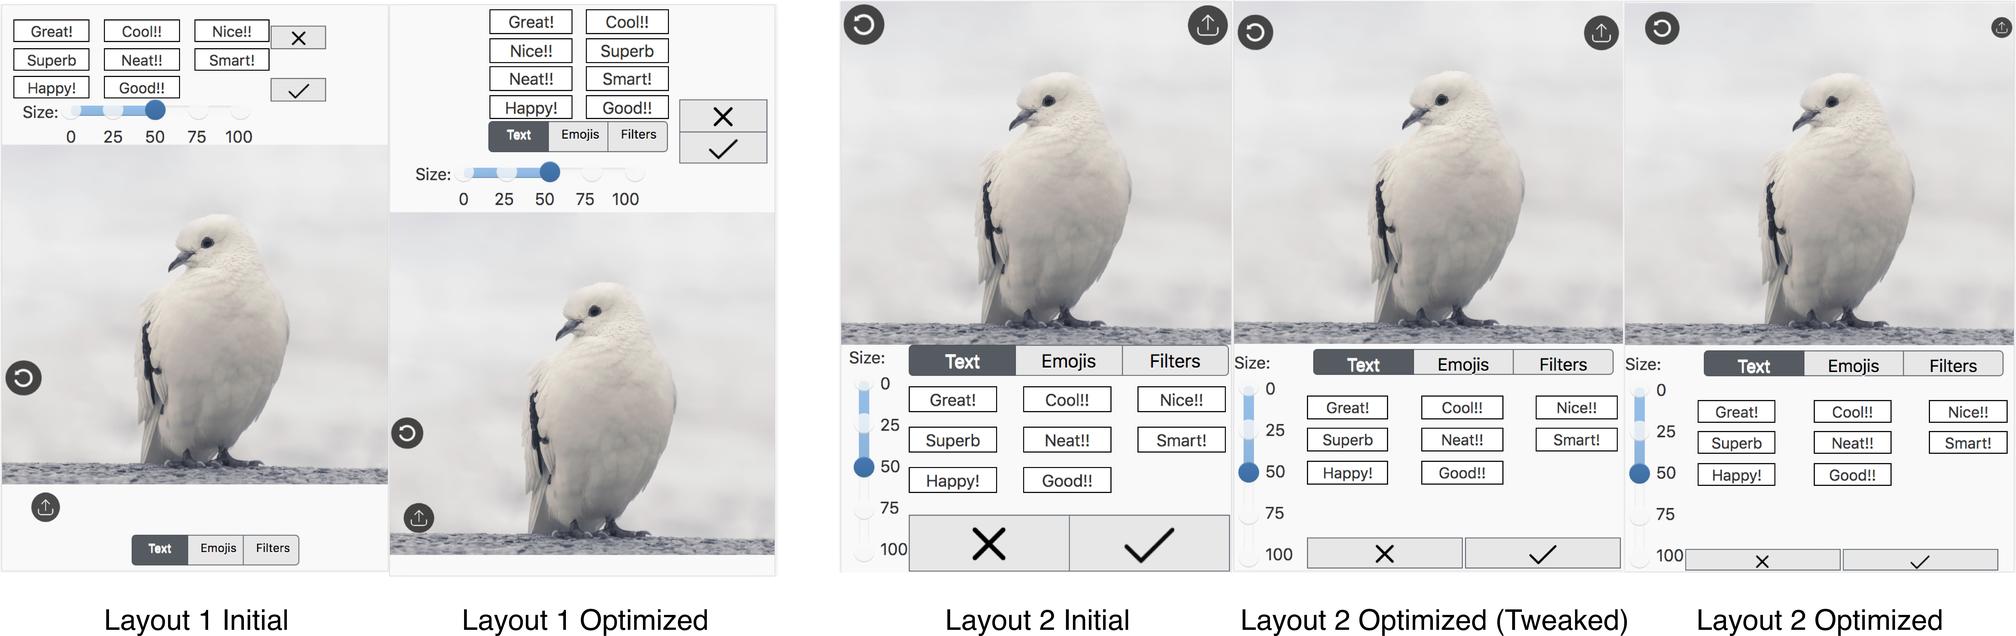 Great! Cool!! Nice!!
Superb Neat!! Smart!
Happy! Good!!
Size:
0 25 50 75 100
Text Emojis Filters
Layout 1 Initial
Great! Cool!!
Nice!! Superb
Neat!! Smart!
Happy! Good!!
Text Emojis Filters
Size:
0 25 50 75 100
Layout 1 Optimized
Size: Text Emojis Filters
0
Great! Cool!! Nice!!
25
Superb Neat!! Smart!
50
Happy! Good!!
75
100
Layout 2 Initial
Size: Text Emojis Filters
0
Great! Cool!! Nice!!
25
Superb Neat!! Smart!
50
Happy! Good!!
75
100
Layout 2 Optimized (Tweaked)
Size: Text Emojis Filters
0
Great! Cool!! Nice!!
25
Superb Neat!! Smart!
50
Happy! Good!!
75
100
Layout 2 Optimized